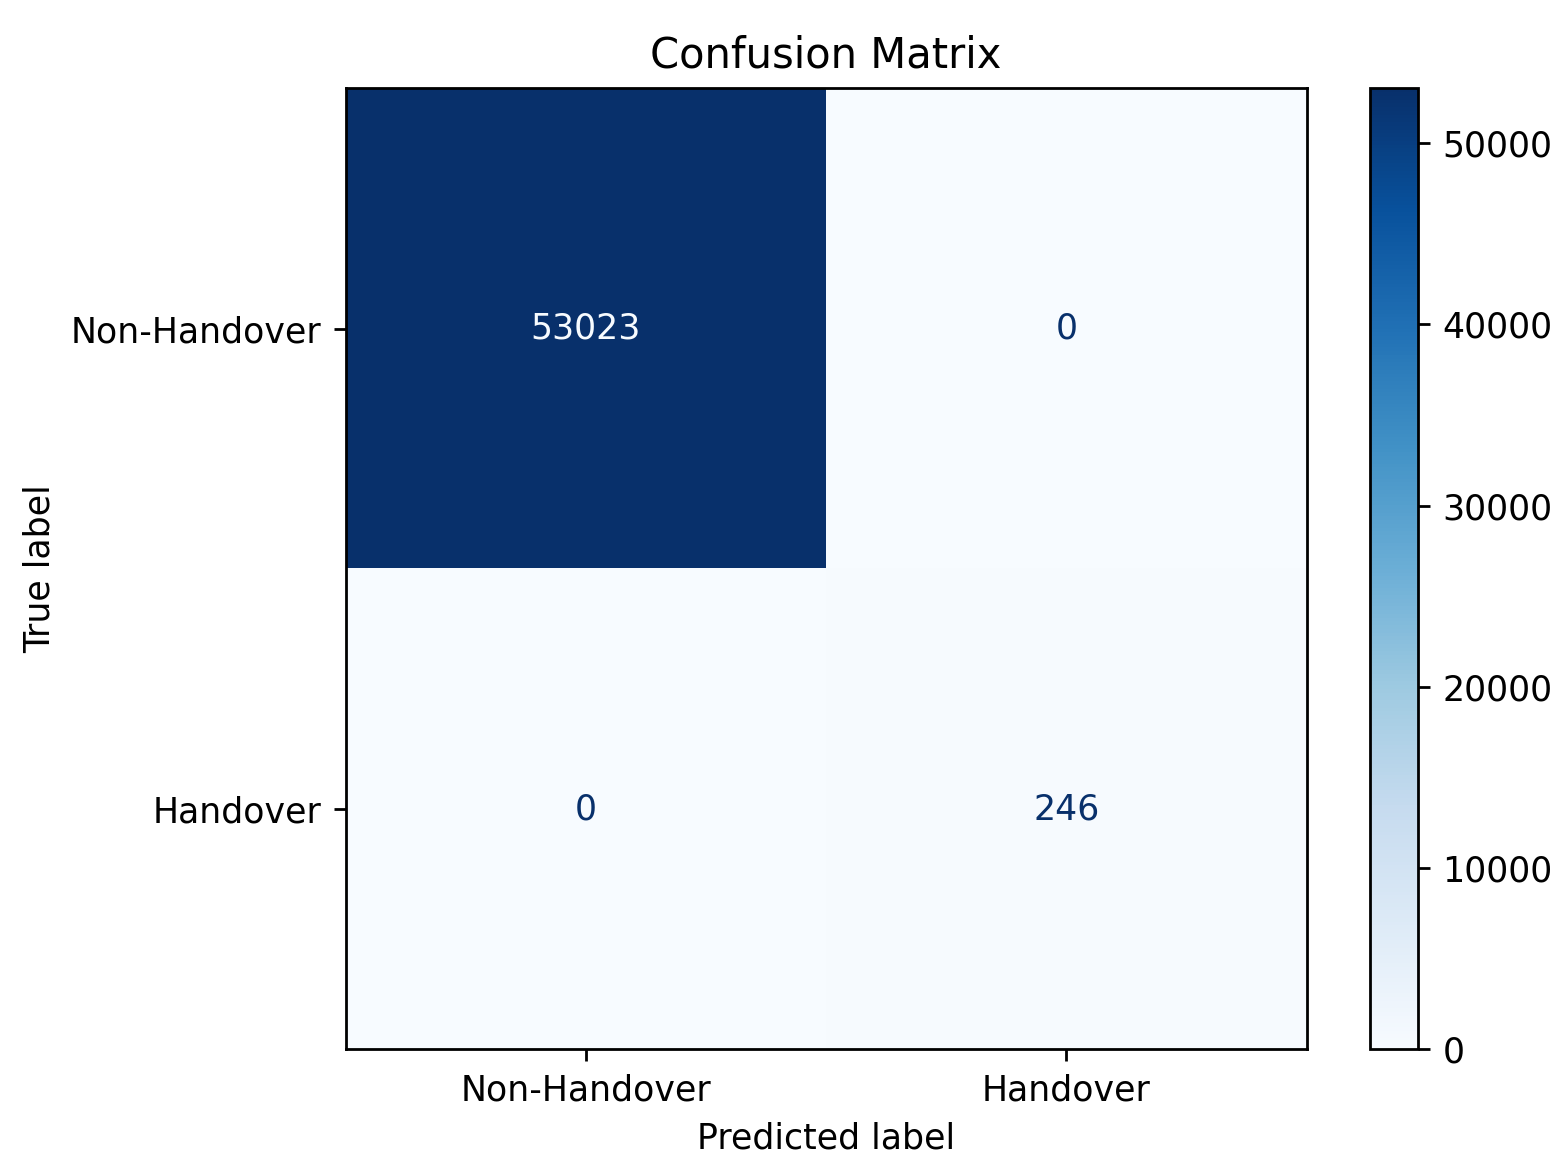 Confusion Matrix
True label
Non-Handover
Handover
53023 0
0 246
Non-Handover Handover
Predicted label
50000
40000
30000
20000
10000
0